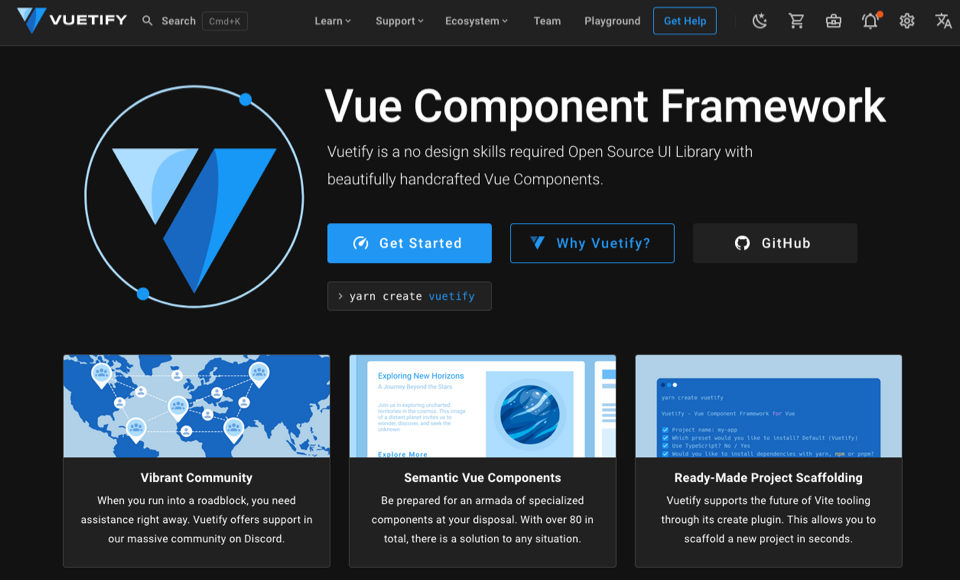 VUETIFY Search Cmd+K Learn Support Ecosystem Team Playground Get Help
Vue Component Framework
Vuetify is a no design skills required Open Source UI Library with
beautifully handcrafted Vue Components.
Get Started Why Vuetify? GitHub
> yarn create vuetify
Vibrant Community
When you run into a roadblock, you need
assistance right away. Vuetify offers support in
our massive community on Discord.
Exploring New Horizons
A Journey Beyond the Stars
Join us in exploring uncharted
territories in the cosmos. This image
of a distant planet invites us to
wonder, discover, and seek the
unknown.
Explore More
Semantic Vue Components
Be prepared for an armada of specialized
components at your disposal. With over 80 in
total, there is a solution to any situation.
yarn create vuetify
Vuetify - Vue Component Framework for Vue
Project name: my-app
Which preset would you like to install? Default (Vuetify)
Use TypeScript? No / Yes
Would you like to install dependencies with yarn, npm or pnpm?
Ready-Made Project Scaffolding
Vuetify supports the future of Vite tooling
through its create plugin. This allows you to
scaffold a new project in seconds.